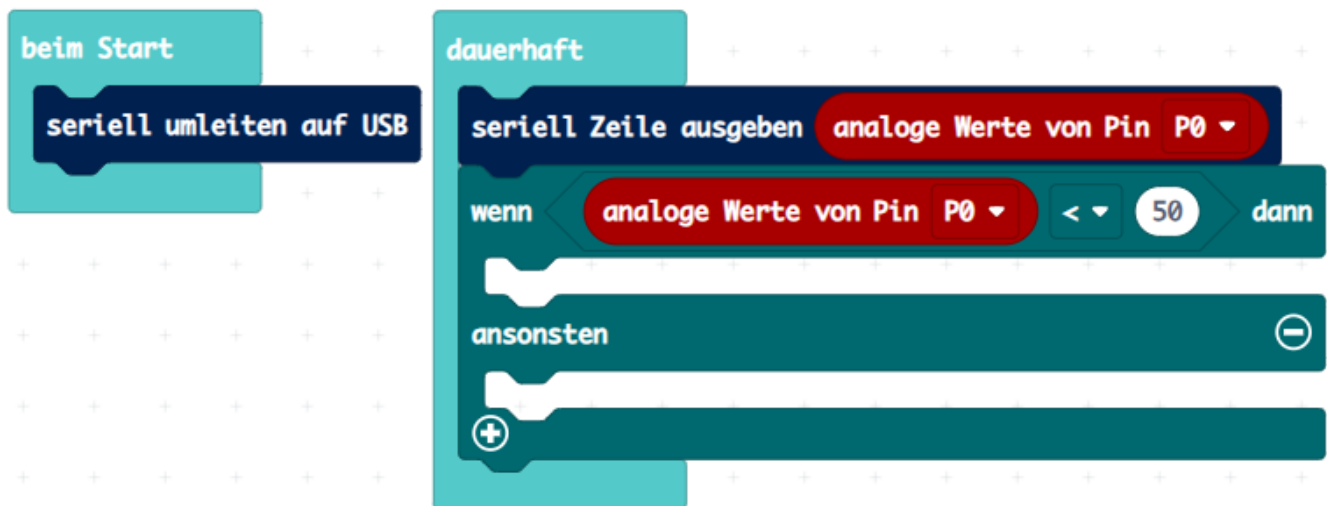 beim Start
seriell umleiten auf USB
dauerhaft
seriell Zeile ausgeben analoge Werte von Pin P0
wenn analoge Werte von Pin P0 < 50 dann
ansonsten